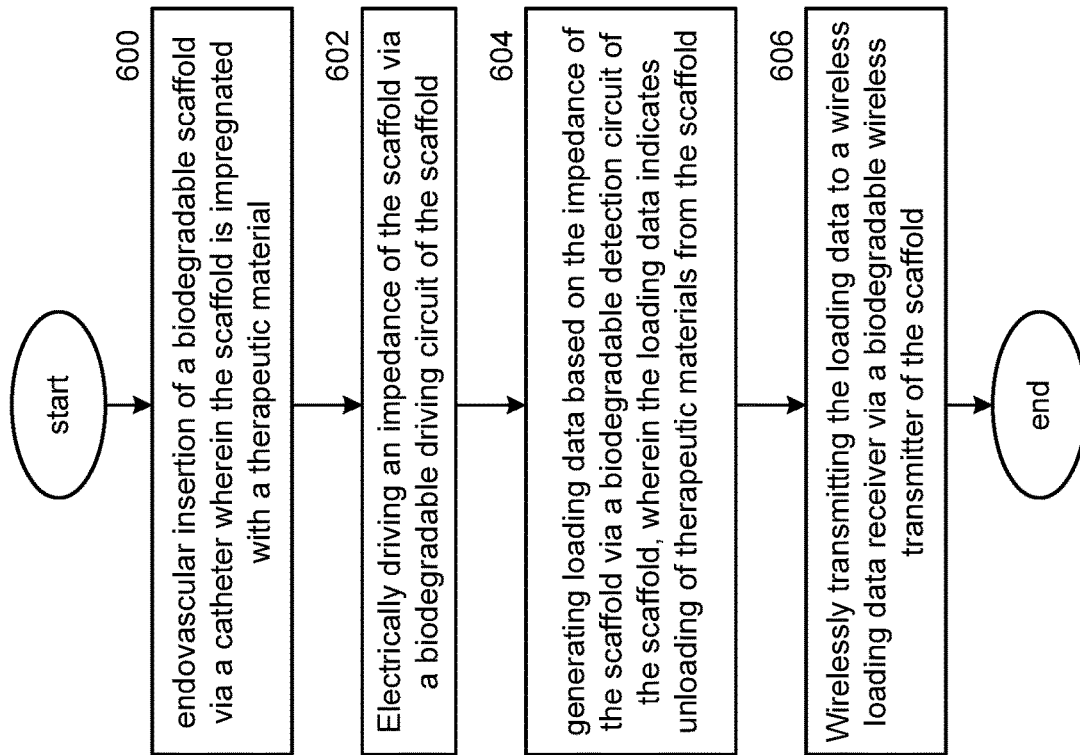 start
600
endovascular insertion of a biodegradable scaffold
via a catheter wherein the scaffold is impregnated
with a therapeutic material
602
Electrically driving an impedance of the scaffold via
a biodegradable driving circuit of the scaffold
604
generating loading data based on the impedance of
the scaffold via a biodegradable detection circuit of
the scaffold, wherein the loading data indicates
unloading of therapeutic materials from the scaffold
606
Wirelessly transmitting the loading data to a wireless
loading data receiver via a biodegradable wireless
transmitter of the scaffold
end